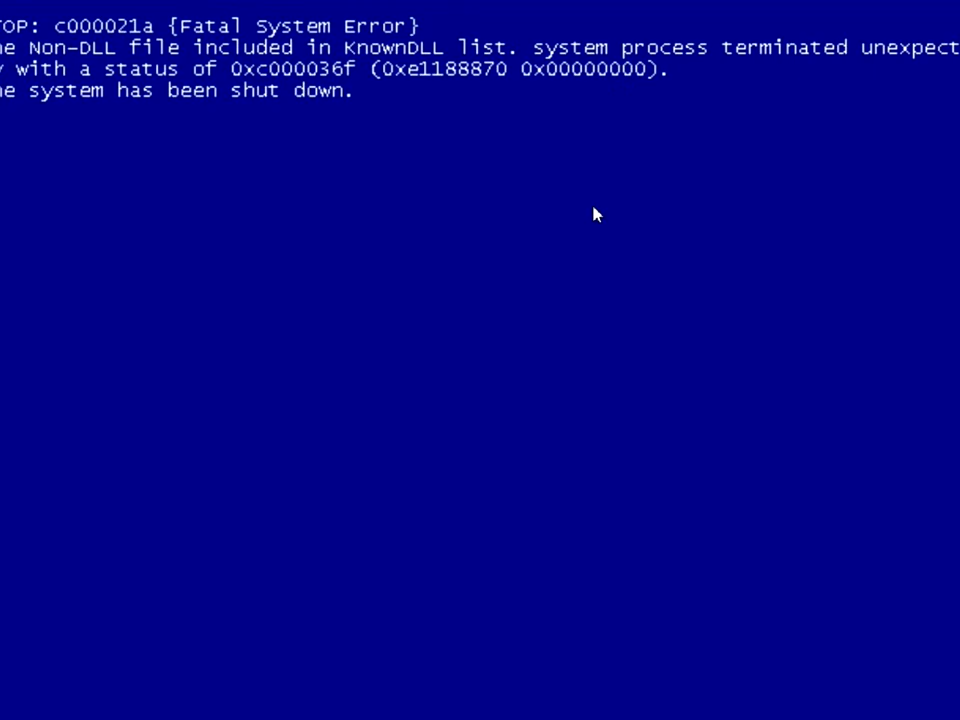 TOP: c000021a {Fatal System Error}
he Non-DLL file included in KnownDLL list. system process terminated unexpect
y with a status of 0xc000036f (0xe1188870 0x00000000).
he system has been shut down.